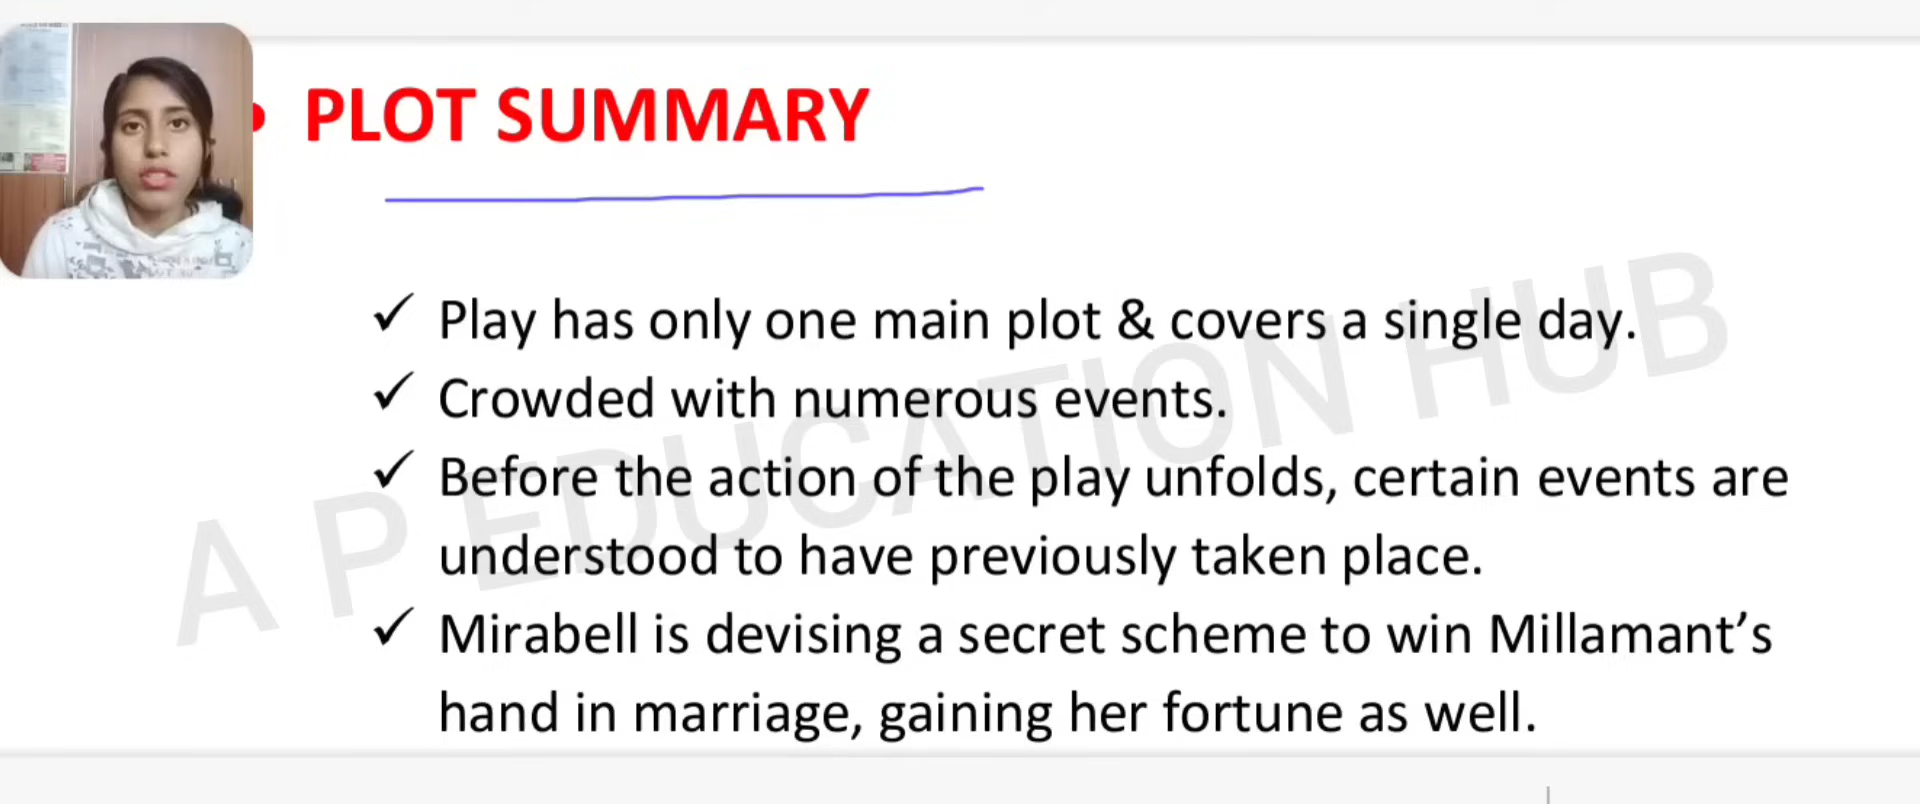 PLOT SUMMARY
✓ Play has only one main plot & covers a single day.
✓ Crowded with numerous events.
✓ Before the action of the play unfolds, certain events are
understood to have previously taken place.
✓ Mirabell is devising a secret scheme to win Millamant’s
hand in marriage, gaining her fortune as well.
A P EDUCATION HUB